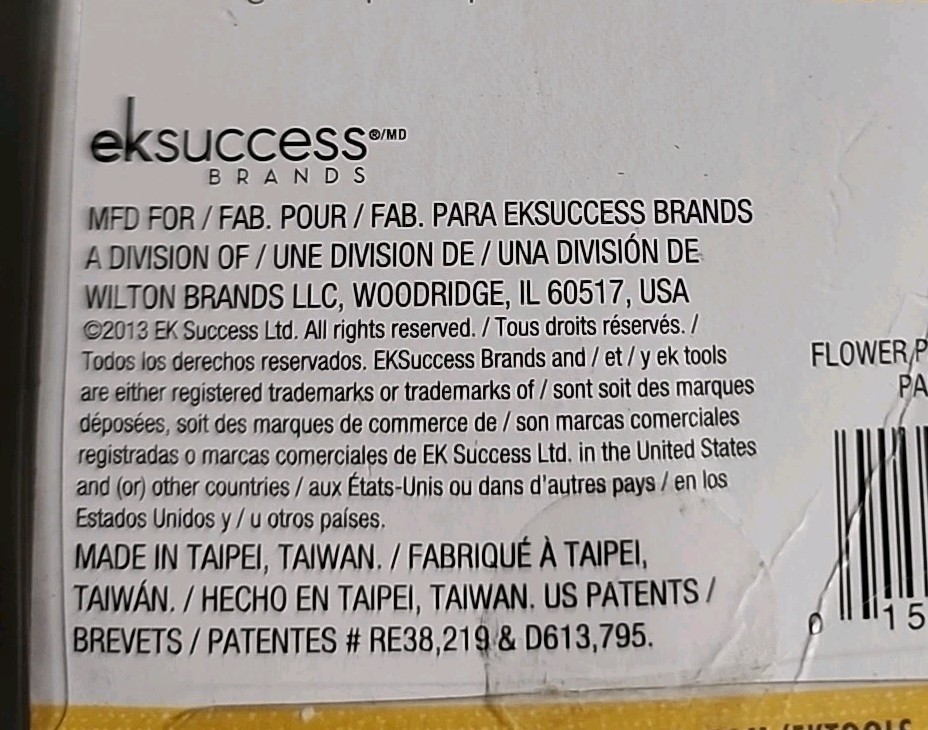 eksuccess®/MD
BRANDS
MFD FOR / FAB. POUR / FAB. PARA EKSUCCESS BRANDS
A DIVISION OF / UNE DIVISION DE / UNA DIVISIÓN DE
WILTON BRANDS LLC, WOODRIDGE, IL 60517, USA
©2013 EK Success Ltd. All rights reserved. / Tous droits réservés. /
Todos los derechos reservados. EKSuccess Brands and / et / y ek tools
are either registered trademarks or trademarks of / sont soit des marques
déposées, soit des marques de commerce de / son marcas comerciales
registradas o marcas comerciales de EK Success Ltd. in the United States
and (or) other countries / aux États-Unis ou dans d'autres pays / en los
Estados Unidos y / u otros países.
MADE IN TAIPEI, TAIWAN. / FABRIQUÉ À TAIPEI,
TAIWÁN. / HECHO EN TAIPEI, TAIWAN. US PATENTS /
BREVETS / PATENTES # RE38,219 & D613,795.
FLOWER P
PA
0 15